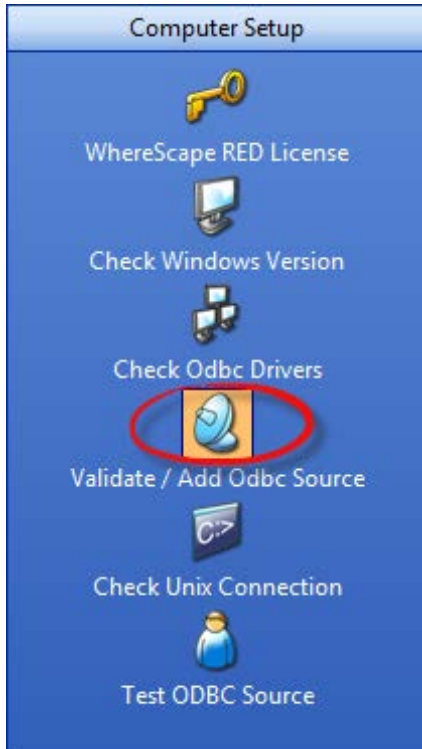 Computer Setup
WhereScape RED License
Check Windows Version
Check Odbc Drivers
Validate / Add Odbc Source
C:>
Check Unix Connection
Test ODBC Source